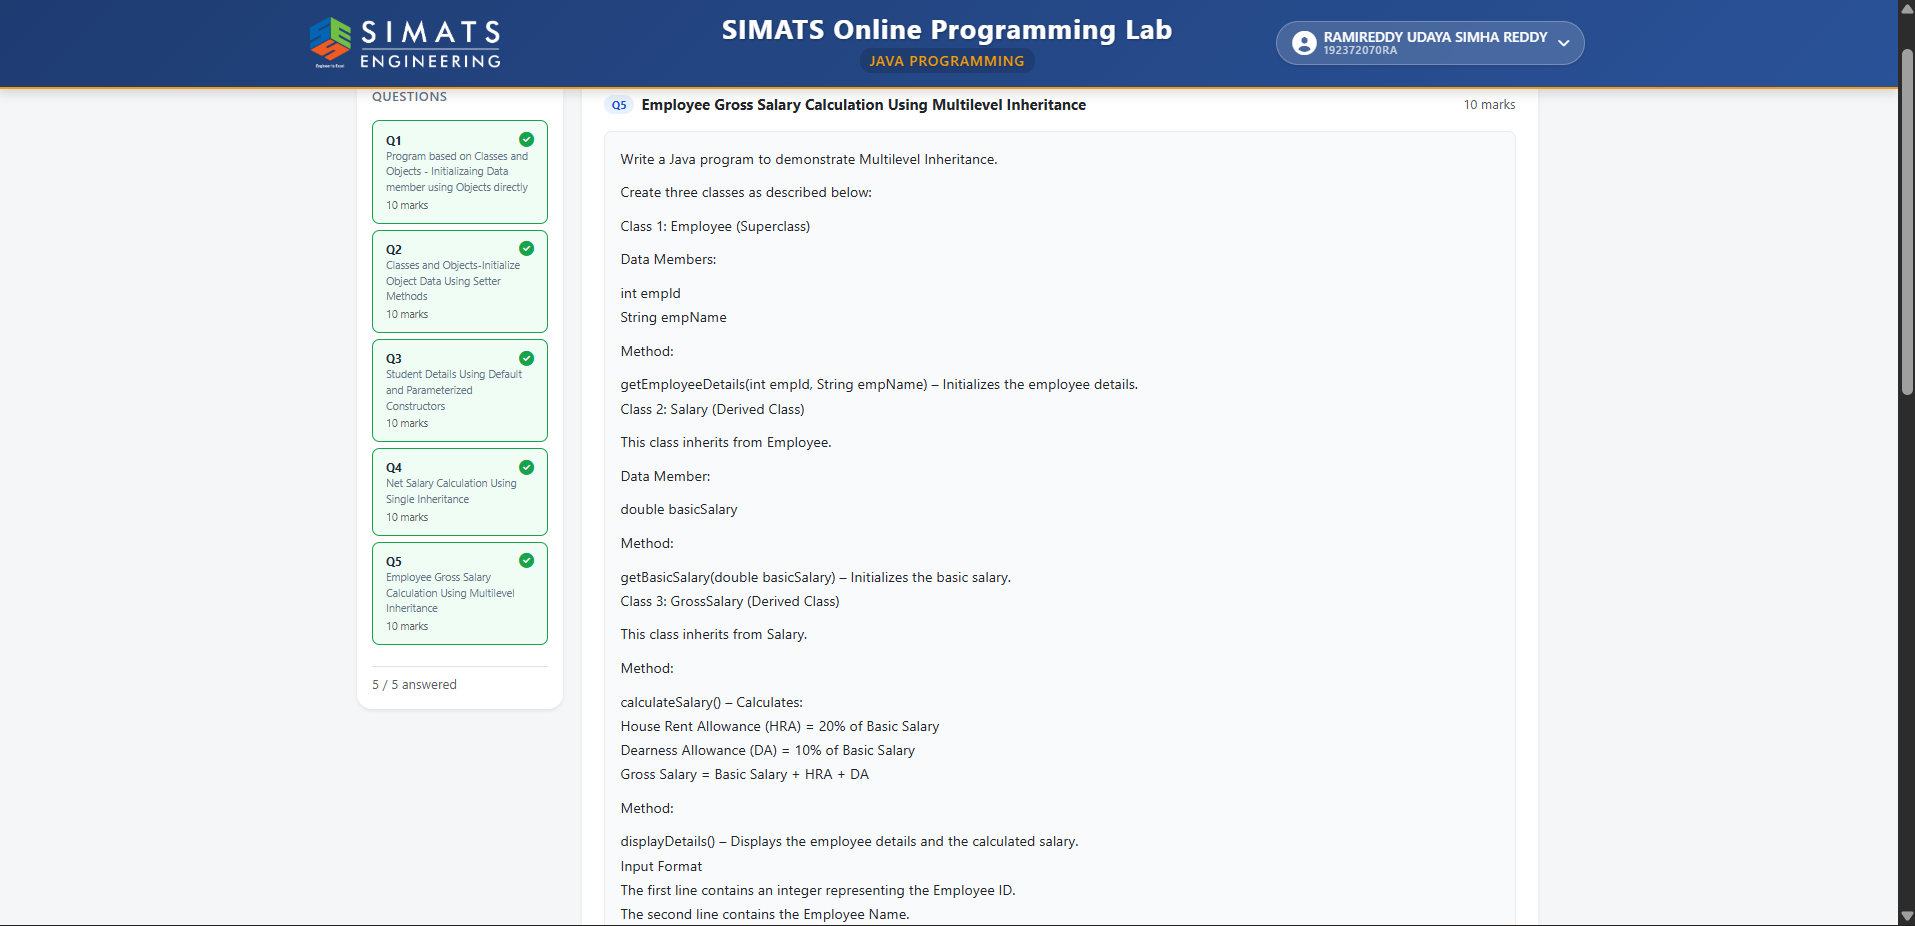 SIMATS
ENGINEERING
Engineer to Excel
SIMATS Online Programming Lab
JAVA PROGRAMMING
RAMIREDDY UDAYA SIMHA REDDY
192372070RA
QUESTIONS
Q1
Program based on Classes and
Objects - Initializaing Data
member using Objects directly
10 marks
Q2
Classes and Objects-Initialize
Object Data Using Setter
Methods
10 marks
Q3
Student Details Using Default
and Parameterized
Constructors
10 marks
Q4
Net Salary Calculation Using
Single Inheritance
10 marks
Q5
Employee Gross Salary
Calculation Using Multilevel
Inheritance
10 marks
5 / 5 answered
Q5 Employee Gross Salary Calculation Using Multilevel Inheritance 10 marks
Write a Java program to demonstrate Multilevel Inheritance.
Create three classes as described below:
Class 1: Employee (Superclass)
Data Members:
int empId
String empName
Method:
getEmployeeDetails(int empId, String empName) – Initializes the employee details.
Class 2: Salary (Derived Class)
This class inherits from Employee.
Data Member:
double basicSalary
Method:
getBasicSalary(double basicSalary) – Initializes the basic salary.
Class 3: GrossSalary (Derived Class)
This class inherits from Salary.
Method:
calculateSalary() – Calculates:
House Rent Allowance (HRA) = 20% of Basic Salary
Dearness Allowance (DA) = 10% of Basic Salary
Gross Salary = Basic Salary + HRA + DA
Method:
displayDetails() – Displays the employee details and the calculated salary.
Input Format
The first line contains an integer representing the Employee ID.
The second line contains the Employee Name.